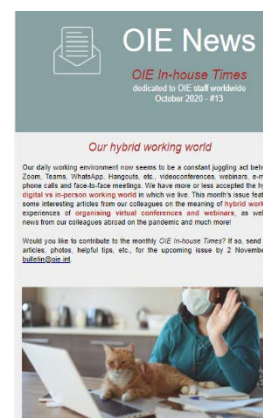 OIE News
OIE In-house Times
dedicated to OIE staff worldwide
October 2020 - #13
Our hybrid working world
Our daily working environment now seems to be a constant juggling act
Zoom, Teams, WhatsApp, Hangouts, etc., videoconferences, webinars,
phone calls and face-to-face meetings. We have more or less accepted the
digital vs in-person working world in which we live. This month's issue
some interesting articles from our colleagues on the meaning of hybrid
experiences of organising virtual conferences and webinars, as
news from our colleagues abroad on the pandemic and much more!
Would you like to contribute to the monthly OIE In-house Times? If so, send
articles, photos, helpful tips, etc., for the upcoming issue by 2
bulletin@oie.int